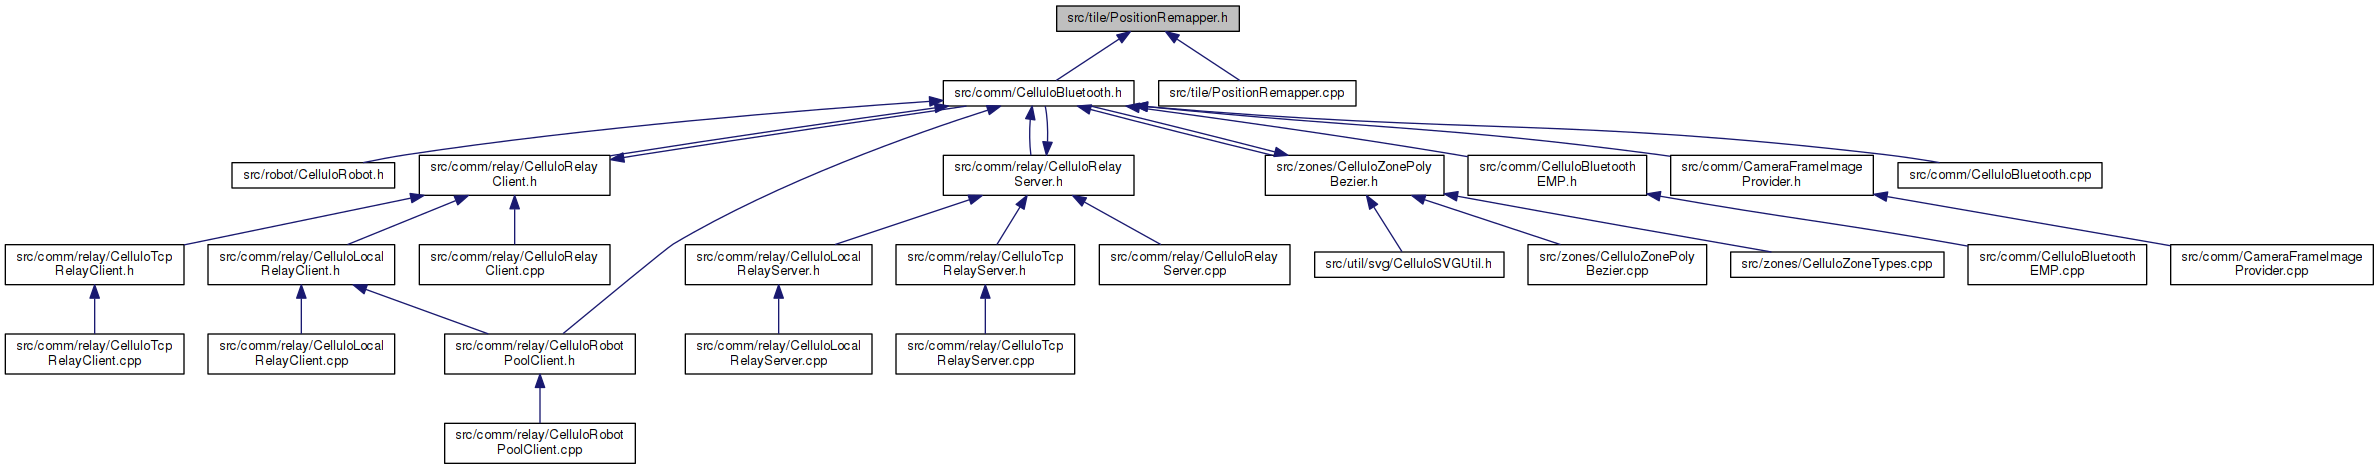 src/tile/PositionRemapper.h
src/comm/CelluloBluetooth.h
src/tile/PositionRemapper.cpp
src/robot/CelluloRobot.h
src/comm/relay/CelluloRelay
Client.h
src/comm/relay/CelluloRelay
Server.h
src/zones/CelluloZonePoly
Bezier.h
src/comm/CelluloBluetooth
EMP.h
src/comm/CameraFrameImage
Provider.h
src/comm/CelluloBluetooth.cpp
src/comm/relay/CelluloTcp
RelayClient.h
src/comm/relay/CelluloLocal
RelayClient.h
src/comm/relay/CelluloRelay
Client.cpp
src/comm/relay/CelluloLocal
RelayServer.h
src/comm/relay/CelluloTcp
RelayServer.h
src/comm/relay/CelluloRelay
Server.cpp
src/util/svg/CelluloSVGUtil.h
src/zones/CelluloZonePoly
Bezier.cpp
src/zones/CelluloZoneTypes.cpp
src/comm/CelluloBluetooth
EMP.cpp
src/comm/CameraFrameImage
Provider.cpp
src/comm/relay/CelluloTcp
RelayClient.cpp
src/comm/relay/CelluloLocal
RelayClient.cpp
src/comm/relay/CelluloRobot
PoolClient.h
src/comm/relay/CelluloLocal
RelayServer.cpp
src/comm/relay/CelluloTcp
RelayServer.cpp
src/comm/relay/CelluloRobot
PoolClient.cpp